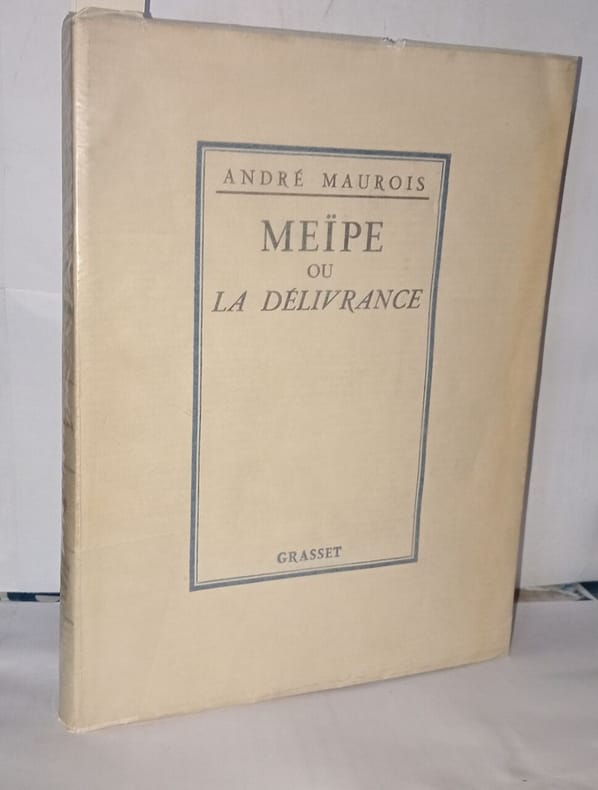 ANDRÉ MAUROIS
MEÏPE
OU
LA DÉLIVRANCE
GRASSET